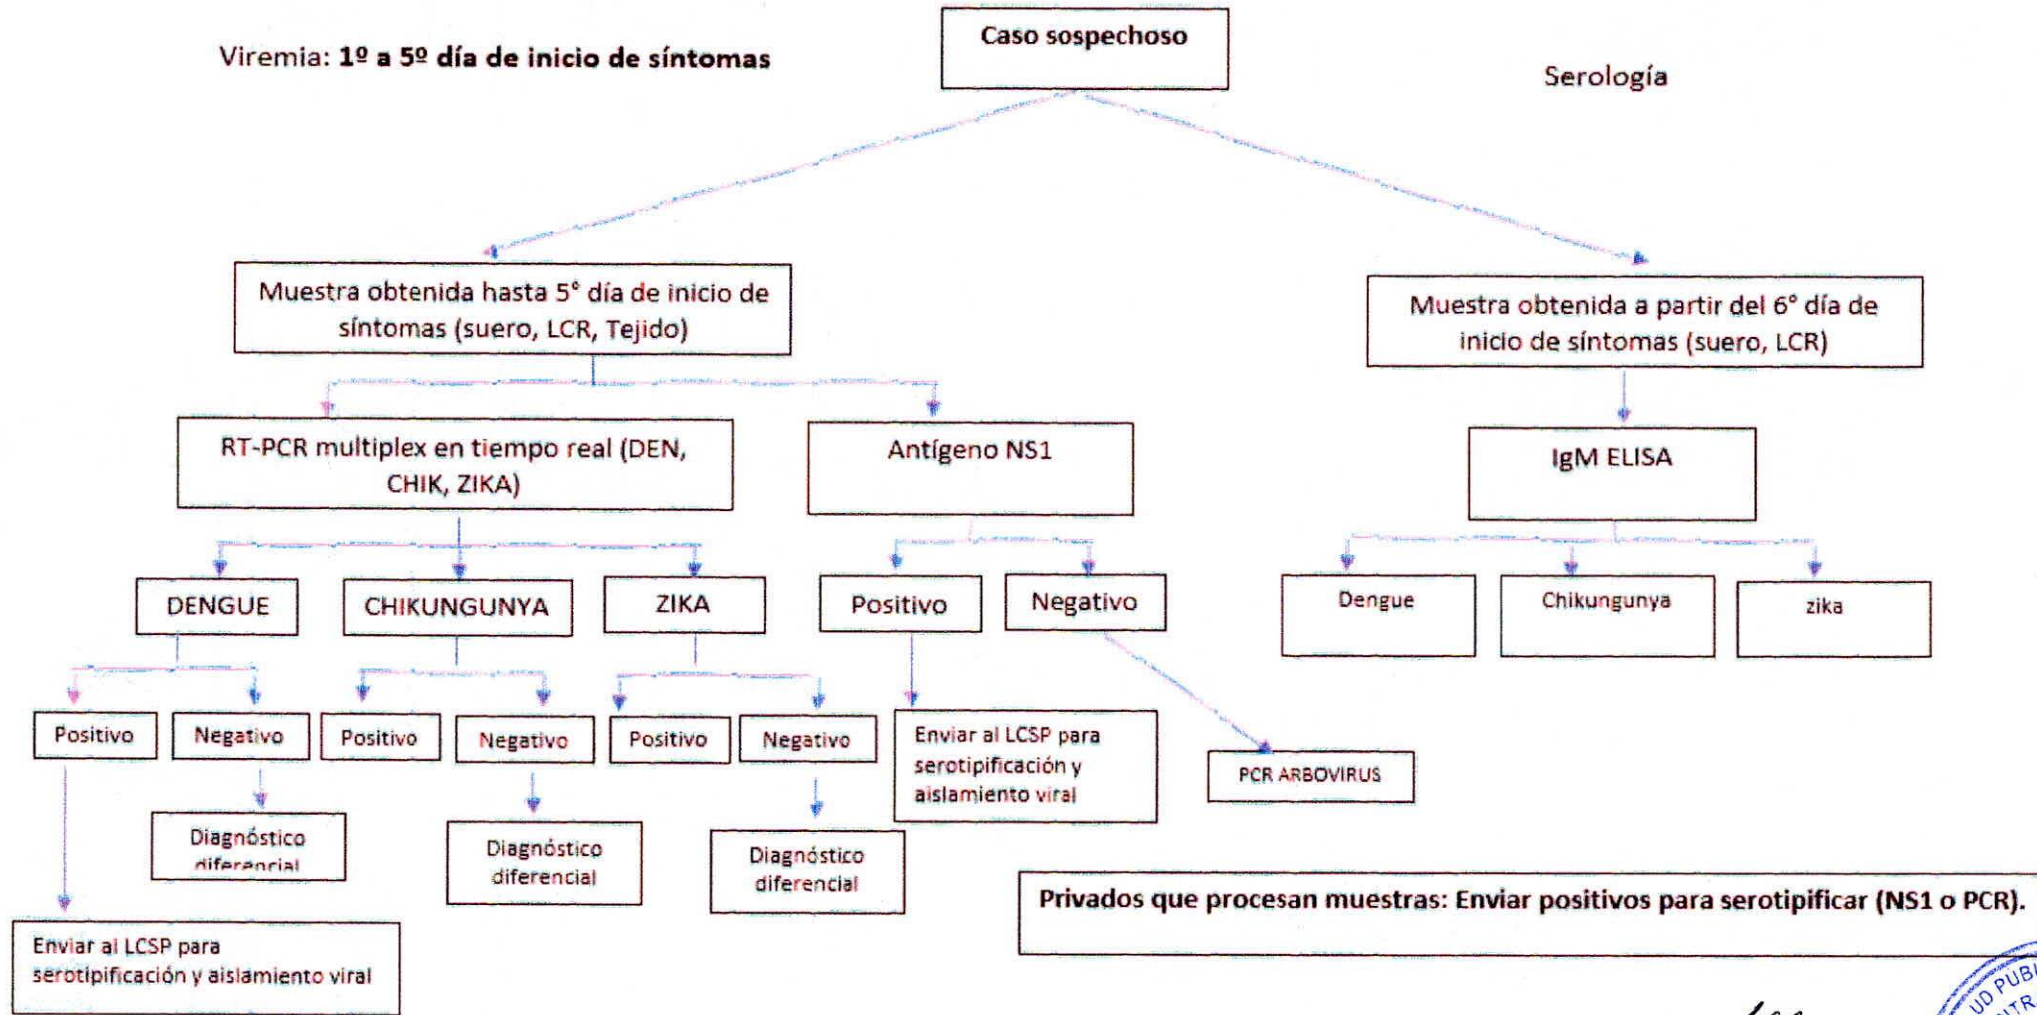 Caso sospechoso
Viremia: 1º a 5º día de inicio de síntomas
Serología
Muestra obtenida hasta 5° día de inicio de
síntomas (suero, LCR, Tejido)
Muestra obtenida a partir del 6° día de
inicio de síntomas (suero, LCR)
RT-PCR multiplex en tiempo real (DEN,
CHIK, ZIKA)
Antígeno NS1
IgM ELISA
DENGUE
CHIKUNGUNYA
ZIKA
Positivo
Negativo
Dengue
Chikungunya
zika
Positivo
Negativo
Positivo
Negativo
Positivo
Negativo
Enviar al LCSP para
serotipificación y
aislamiento viral
PCR ARBOVIRUS
Diagnóstico
diferencial
Diagnóstico
diferencial
Diagnóstico
diferencial
Privados que procesan muestras: Enviar positivos para serotipificar (NS1 o PCR).
Enviar al LCSP para
serotipificación y aislamiento viral
UD PUB